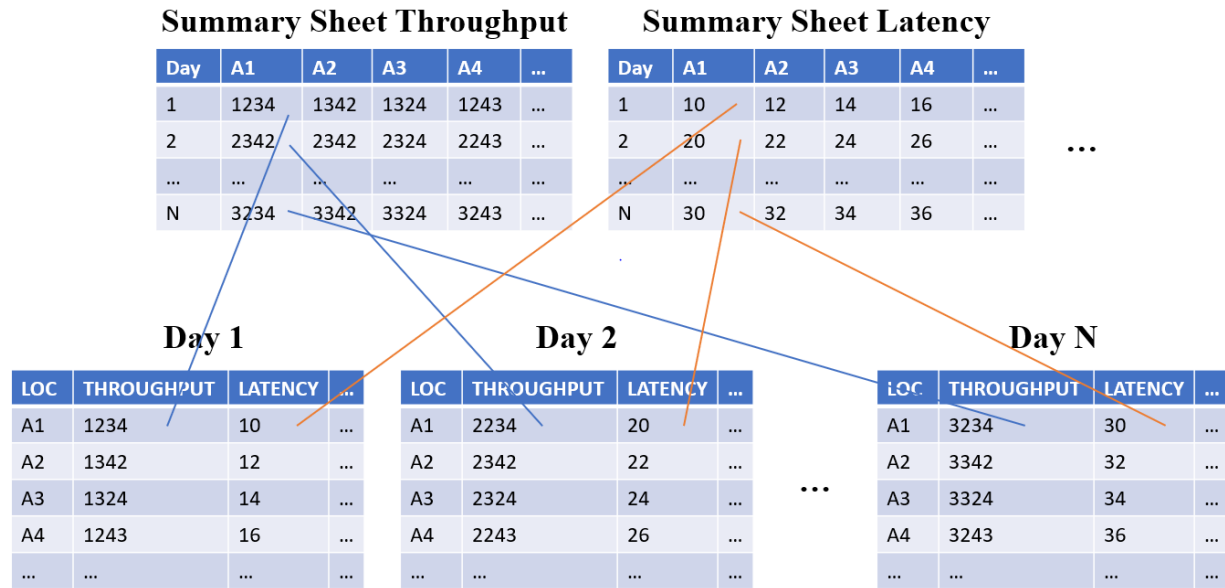 Summary Sheet Throughput
Day A1 A2 A3 A4 ...
1 1234 1342 1324 1243 ...
2 2342 2342 2324 2243 ...
... ... ... ... ... ...
N 3234 3342 3324 3243 ...
Summary Sheet Latency
Day A1 A2 A3 A4 ...
1 10 12 14 16 ...
2 20 22 24 26 ...
... ... ... ... ... ...
N 30 32 34 36 ...
...
Day 1
LOC THROUGHPUT LATENCY ...
A1 1234 10 ...
A2 1342 12 ...
A3 1324 14 ...
A4 1243 16 ...
... ... ... ...
Day 2
LOC THROUGHPUT LATENCY ...
A1 2234 20 ...
A2 2342 22 ...
A3 2324 24 ...
A4 2243 26 ...
... ... ... ...
...
Day N
LOC THROUGHPUT LATENCY ...
A1 3234 30 ...
A2 3342 32 ...
A3 3324 34 ...
A4 3243 36 ...
... ... ... ...